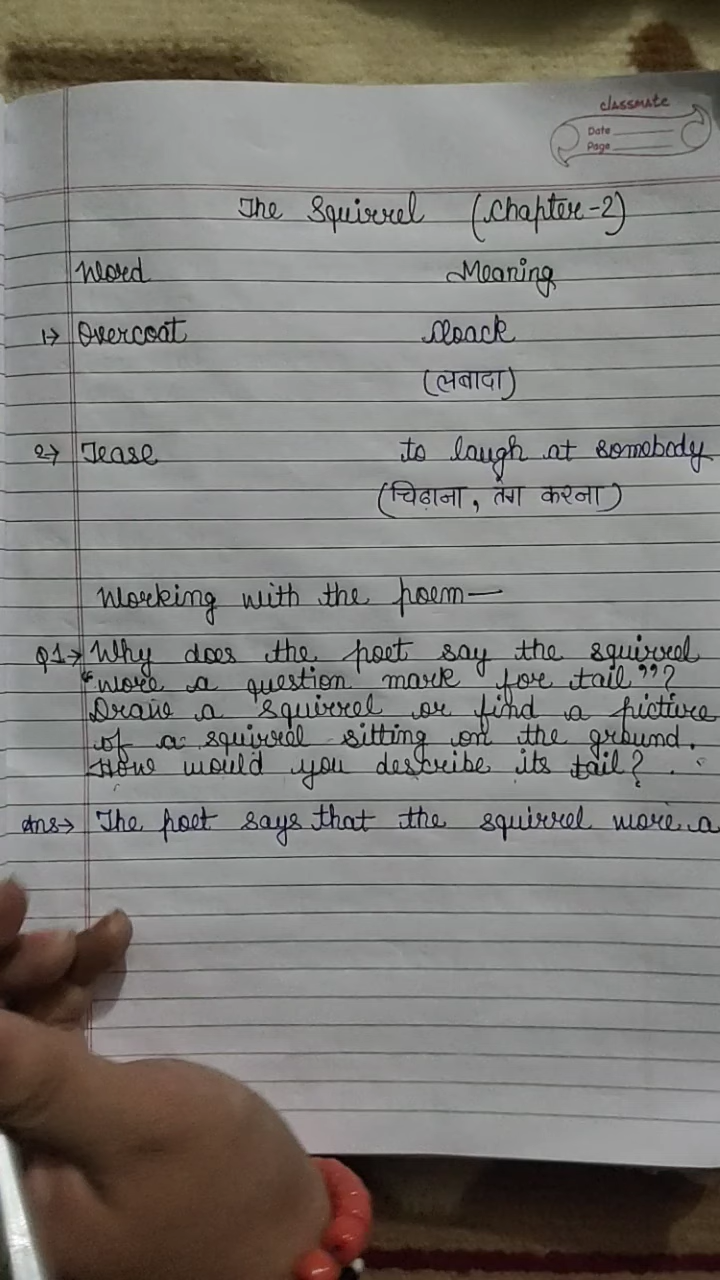 classmate
Date
Page
The Squirrel (Chapter-2)
Word Meaning
1→ Overcoat cloack
(लबादा)
2→ Tease to laugh at somebody
(चिढ़ाना, तंग करना)
Working with the poem—
Q1→ Why does the poet say the squirrel
"wore a question mark for tail"?
Draw a squirrel or find a picture
of a squirrel sitting on the ground.
How would you describe its tail?
Ans→ The poet says that the squirrel wore a